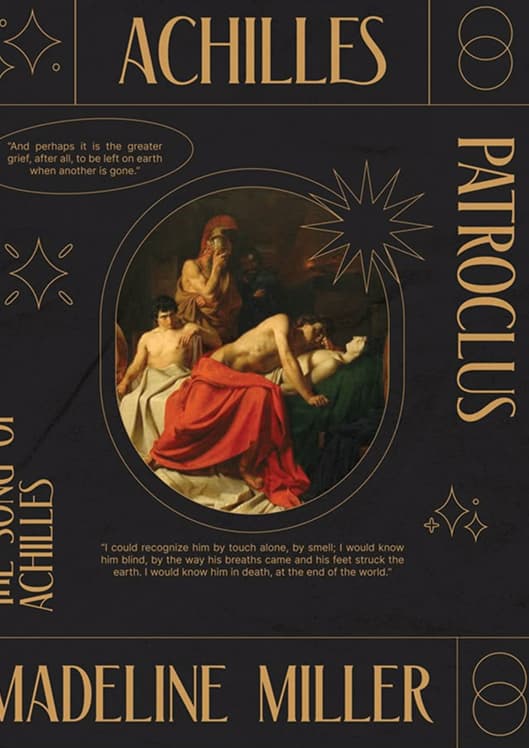 ACHILLES
“And perhaps it is the greater
grief, after all, to be left on earth
when another is gone.”
PATROCLUS
THE SONG OF
ACHILLES
“I could recognize him by touch alone, by smell; I would know
him blind, by the way his breaths came and his feet struck the
earth. I would know him in death, at the end of the world.”
MADELINE MILLER